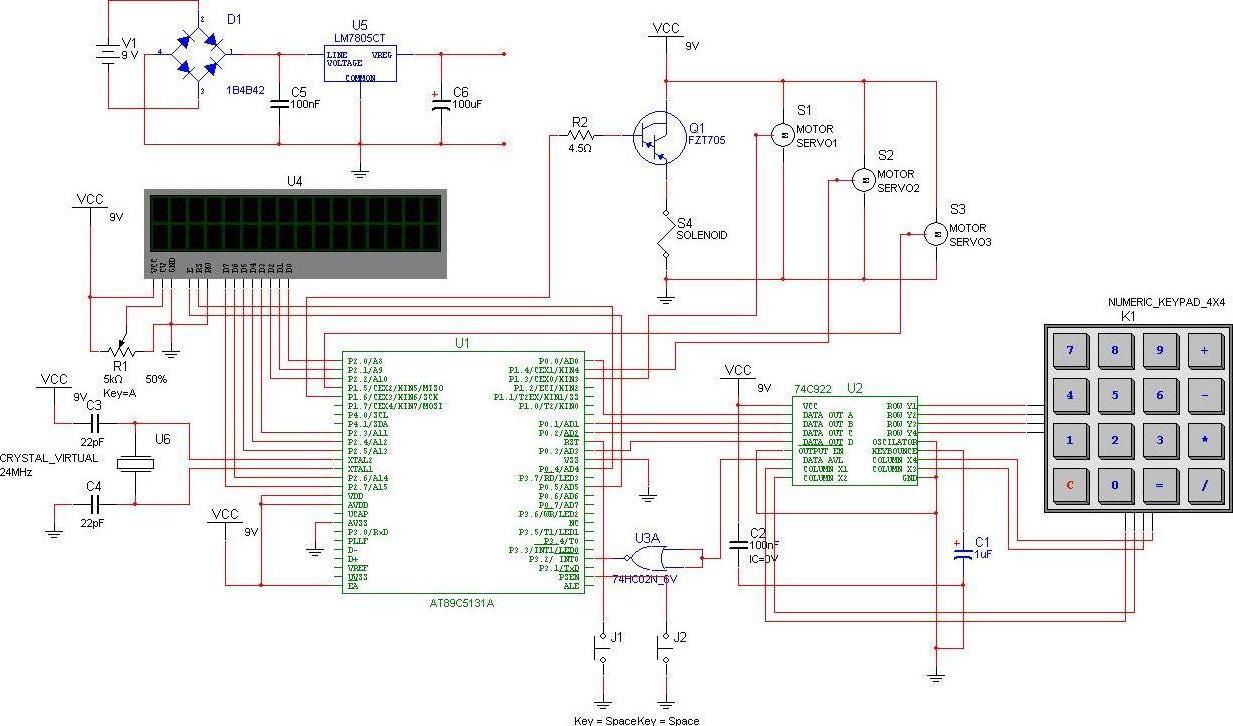 V1
9 V
2
4
1
3
D1
1B4B42
C5
100nF
U5
LM7805CT
LINE VREG
VOLTAGE
COMMON
C6
100uF
VCC
9V
R2
4.5Ω
Q1
FZT705
S4
SOLENOID
S1
MOTOR
SERVO1
S2
MOTOR
SERVO2
S3
MOTOR
SERVO3
U4
VCC
CV
GND
E
RS
RW
D7
D6
D5
D4
D3
D2
D1
D0
VCC
9V
R1
5kΩ 50%
Key=A
VCC
9V
C3
22pF
U6
CRYSTAL_VIRTUAL
24MHz
C4
22pF
VCC
9V
U1
P2.0/A8
P2.1/A9
P2.2/A10
P1.5/CEX2/KIN5/MISO
P1.6/CEX3/KIN6/SCK
P1.7/CEX4/KIN7/MOSI
P4.0/SCL
P4.1/SDA
P2.3/A11
P2.4/A12
P2.5/A13
XTAL2
XTAL1
P2.6/A14
P2.7/A15
VDD
AVDD
UCAP
AVSS
P3.0/RxD
PLLF
D-
D+
VREF
UVSS
EA
P0.0/AD0
P1.4/CEX1/KIN4
P1.3/CEX0/KIN3
P1.2/ECI/KIN2
P1.1/T2EX/KIN1/SS
P1.0/T2/KIN0
P0.1/AD1
P0.2/AD2
RST
P0.3/AD3
VSS
P0.4/AD4
P3.7/RD/LED3
P0.5/AD5
P0.6/AD6
P0.7/AD7
P3.6/WR/LED2
NC
P3.5/T1/LED1
P3.4/T0
P3.3/INT1/LED0
P3.2/ INT0
P3.1/TxD
PSEN
ALE
AT89C5131A
U3A
74HC02N_6V
J1
J2
Key = Space
Key = Space
VCC
9V
C2
100nF
IC=0V
74C922 U2
VCC
DATA OUT A
DATA OUT B
DATA OUT C
DATA OUT D
OUTPUT EN
DATA AVL
COLUMN X1
COLUMN X2
ROW Y1
ROW Y2
ROW Y3
ROW Y4
OSCILATOR
KEYBOUNCE
COLUMN X4
COLUMN X3
GND
C1
1uF
NUMERIC_KEYPAD_4X4
K1
7 8 9 +
4 5 6 -
1 2 3 *
C 0 = /